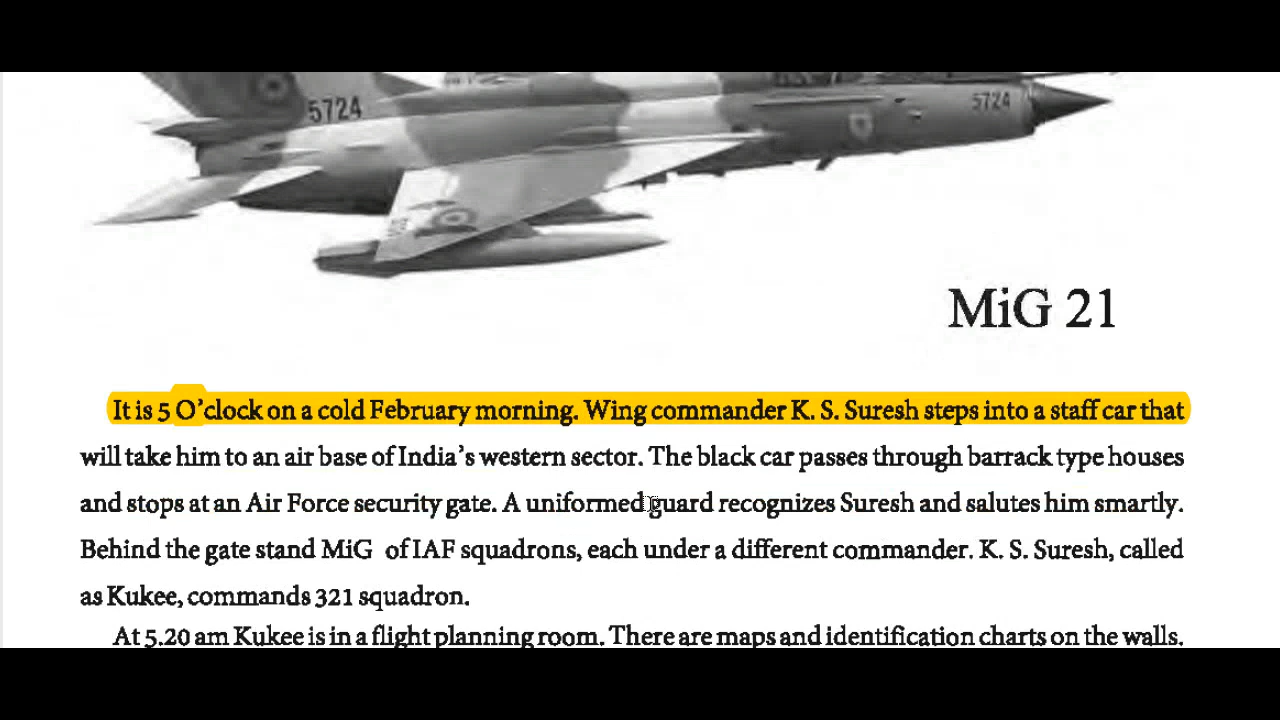 5724
5724
MiG 21
It is 5 O’clock on a cold February morning. Wing commander K. S. Suresh steps into a staff car that
will take him to an air base of India’s western sector. The black car passes through barrack type houses
and stops at an Air Force security gate. A uniformed guard recognizes Suresh and salutes him smartly.
Behind the gate stand MiG of IAF squadrons, each under a different commander. K. S. Suresh, called
as Kukee, commands 321 squadron.
At 5.20 am Kukee is in a flight planning room. There are maps and identification charts on the walls.